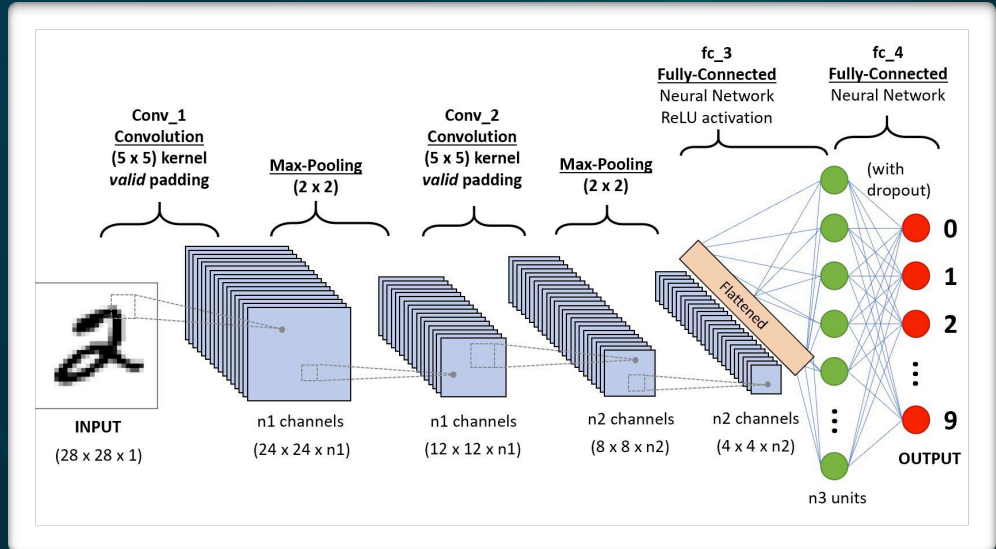 fc_3
Fully-Connected
Neural Network
ReLU activation
fc_4
Fully-Connected
Neural Network
Conv_1
Convolution
(5 x 5) kernel
valid padding
Max-Pooling
(2 x 2)
Conv_2
Convolution
(5 x 5) kernel
valid padding
Max-Pooling
(2 x 2)
(with
dropout)
0
1
2
9
OUTPUT
Flattened
INPUT
(28 x 28 x 1)
n1 channels
(24 x 24 x n1)
n1 channels
(12 x 12 x n1)
n2 channels
(8 x 8 x n2)
n2 channels
(4 x 4 x n2)
n3 units